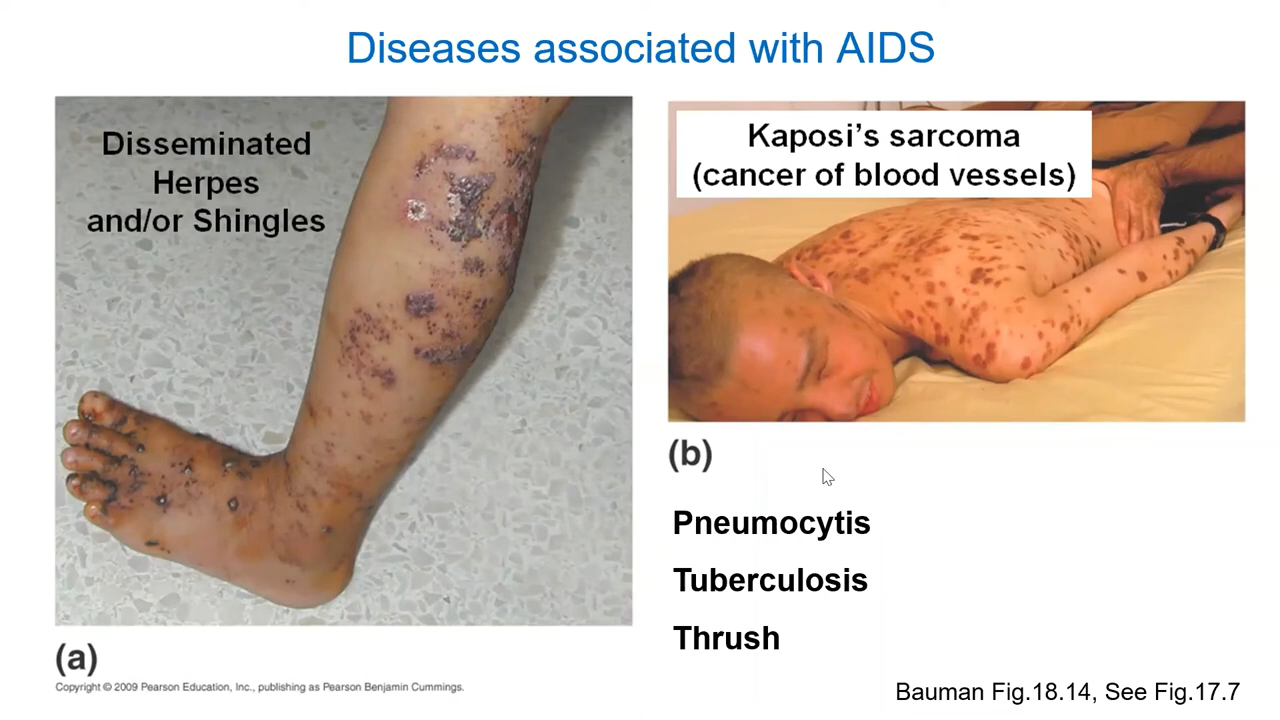 Diseases associated with AIDS
Disseminated
Herpes
and/or Shingles
Kaposi's sarcoma
(cancer of blood vessels)
(b)
Pneumocytis
Tuberculosis
Thrush
(a)
Copyright © 2009 Pearson Education, Inc., publishing as Pearson Benjamin Cummings.
Bauman Fig.18.14, See Fig.17.7